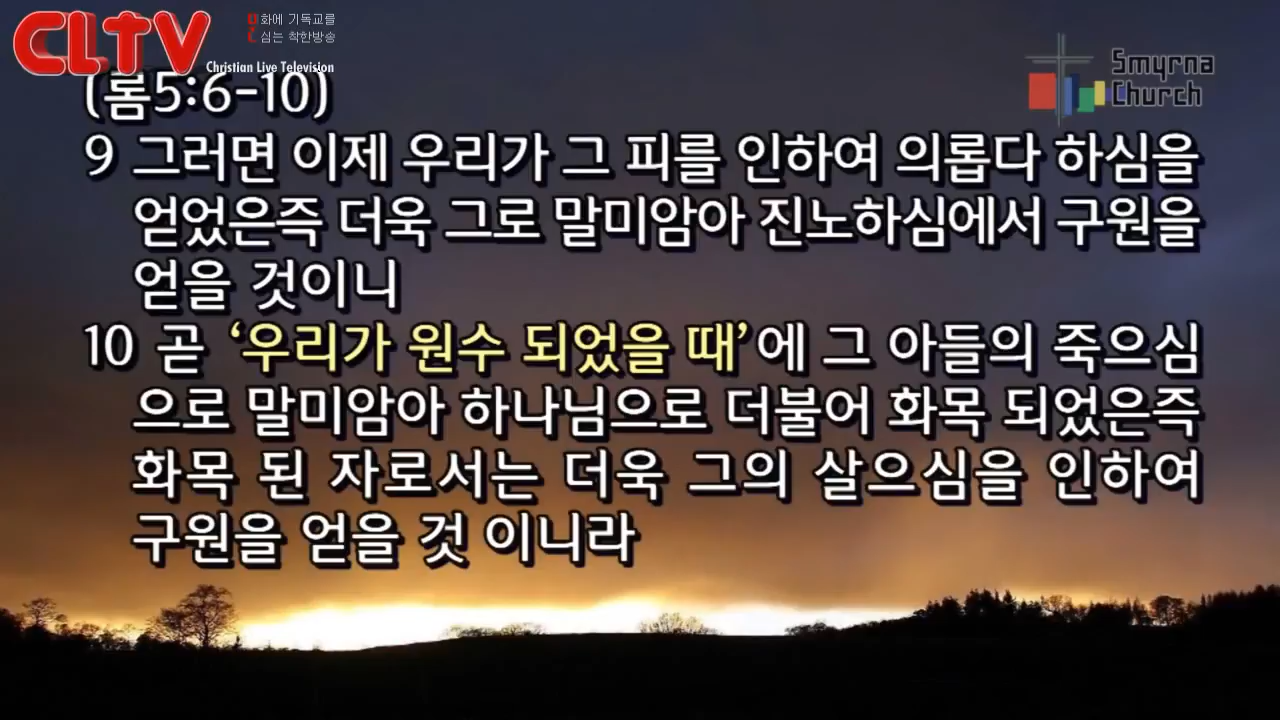 CLTV
문화에 기독교를
심는 착한방송
Christian Live Television
Smyrna
Church
(롬5:6-10)
9 그러면 이제 우리가 그 피를 인하여 의롭다 하심을
얻었은즉 더욱 그로 말미암아 진노하심에서 구원을
얻을 것이니
10 곧 ‘우리가 원수 되었을 때’에 그 아들의 죽으심
으로 말미암아 하나님으로 더불어 화목 되었은즉
화목 된 자로서는 더욱 그의 살으심을 인하여
구원을 얻을 것 이니라